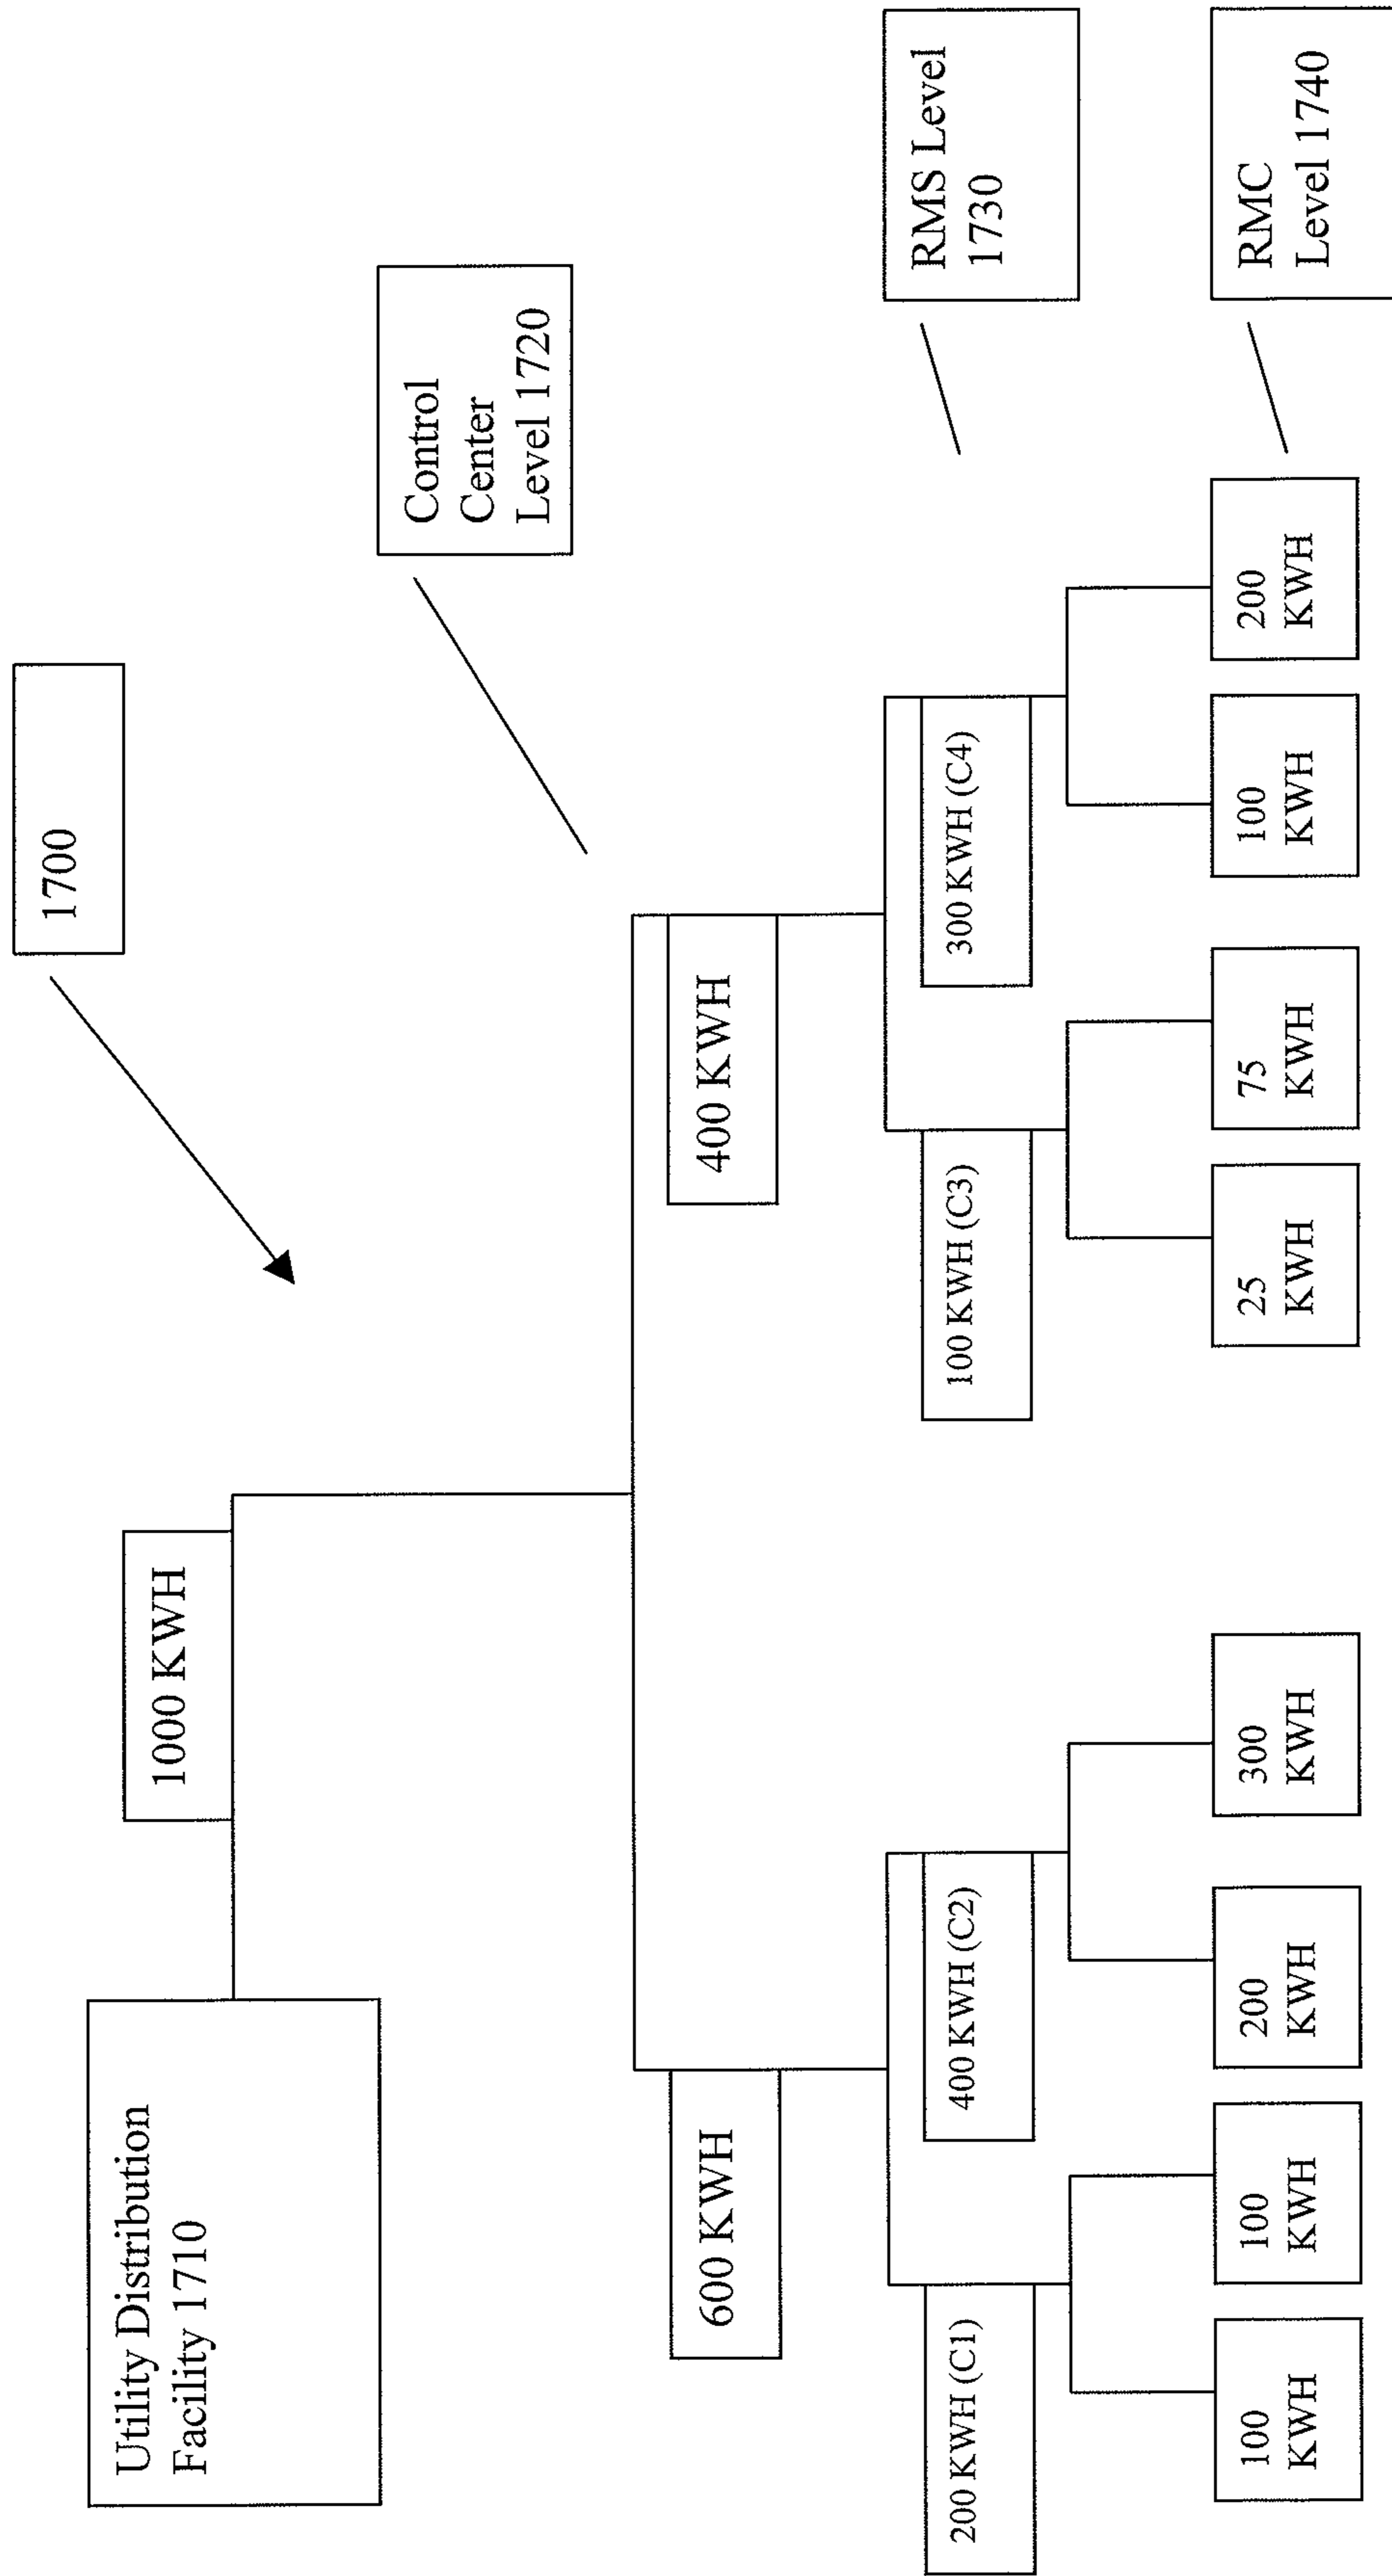 1700
Utility Distribution
Facility 1710
1000 KWH
Control
Center
Level 1720
600 KWH
400 KWH
RMS Level
1730
200 KWH (C1)
400 KWH (C2)
100 KWH (C3)
300 KWH (C4)
RMC
Level 1740
100
KWH
100
KWH
200
KWH
300
KWH
25
KWH
75
KWH
100
KWH
200
KWH